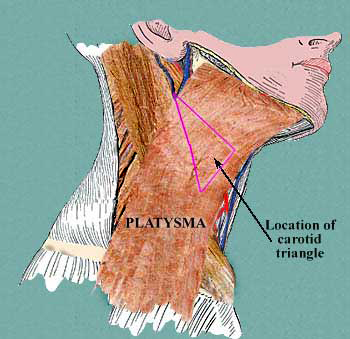 PLATYSMA
Location of
carotid
triangle